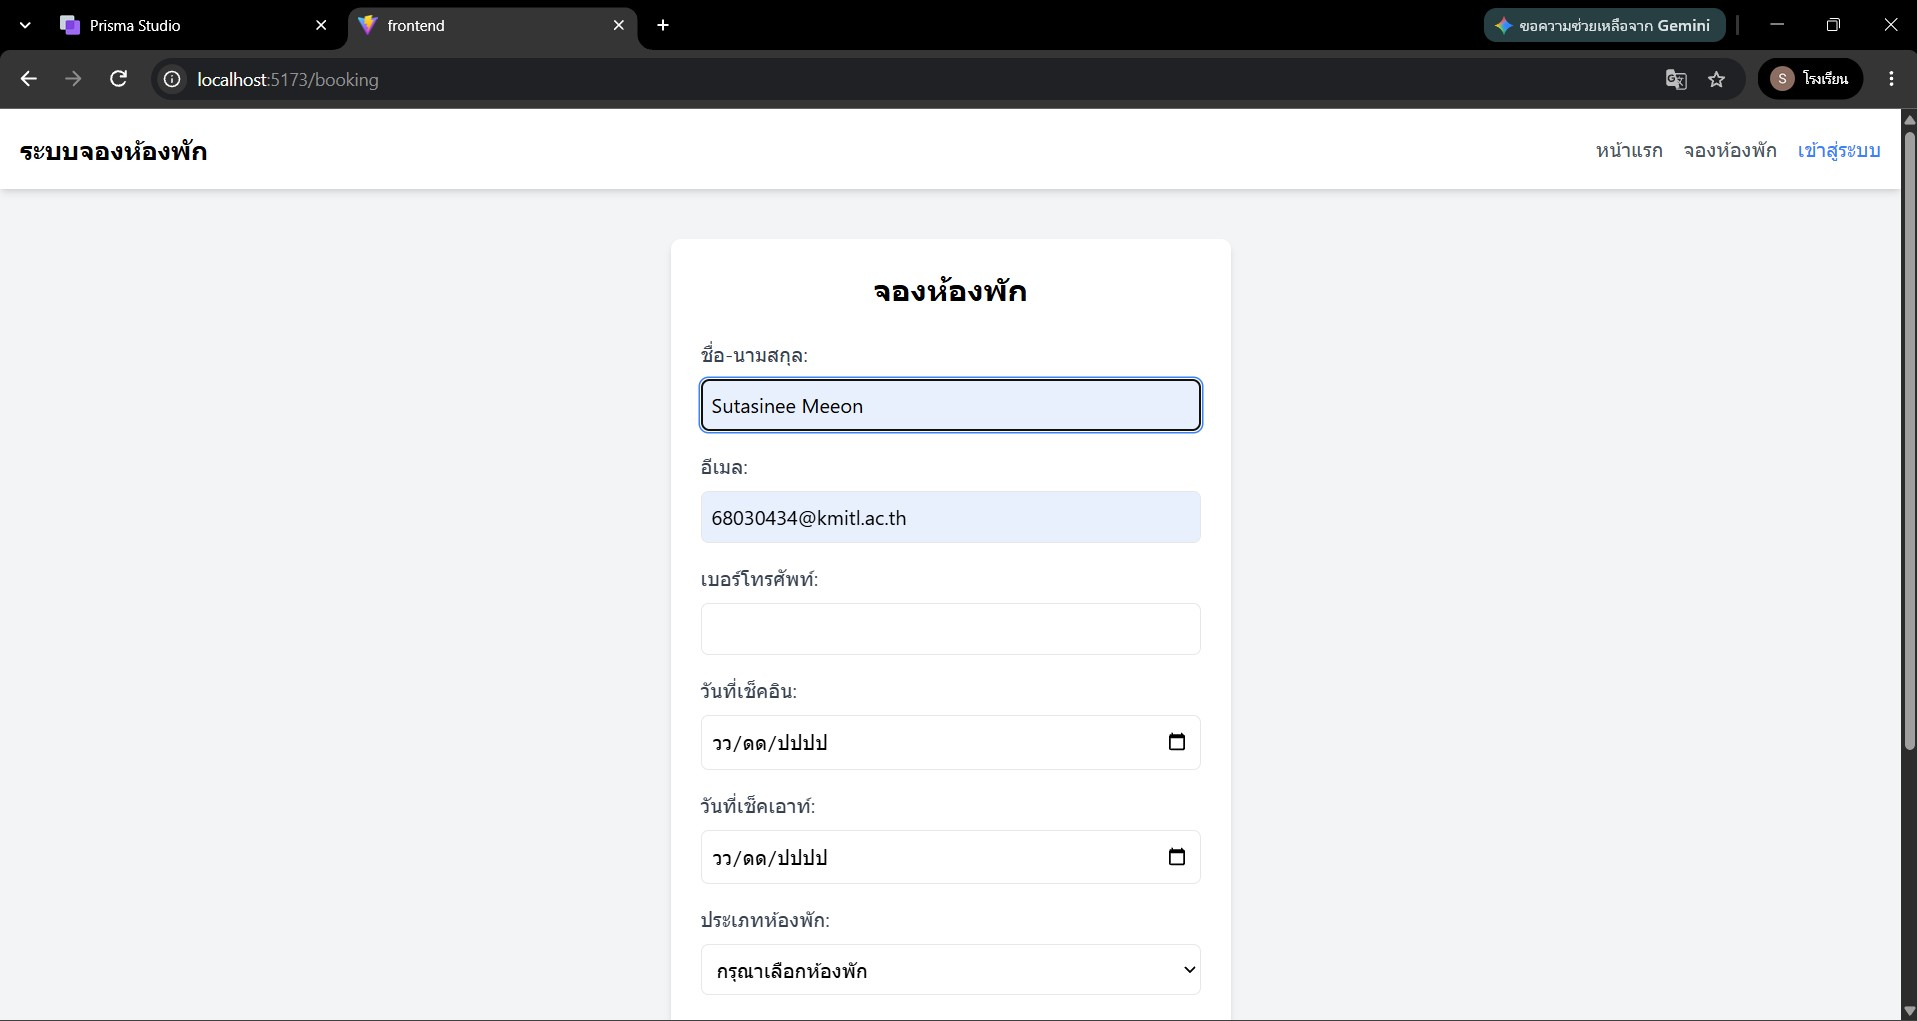 Prisma Studio
frontend
ขอความช่วยเหลือจาก Gemini
localhost:5173/booking
S โรงเรียน
ระบบจองห้องพัก
หน้าแรก จองห้องพัก เข้าสู่ระบบ
จองห้องพัก
ชื่อ-นามสกุล:
Sutasinee Meeon
อีเมล:
68030434@kmitl.ac.th
เบอร์โทรศัพท์:
วันที่เช็คอิน:
วว/ดด/ปปปป
วันที่เช็คเอาท์:
วว/ดด/ปปปป
ประเภทห้องพัก:
กรุณาเลือกห้องพัก